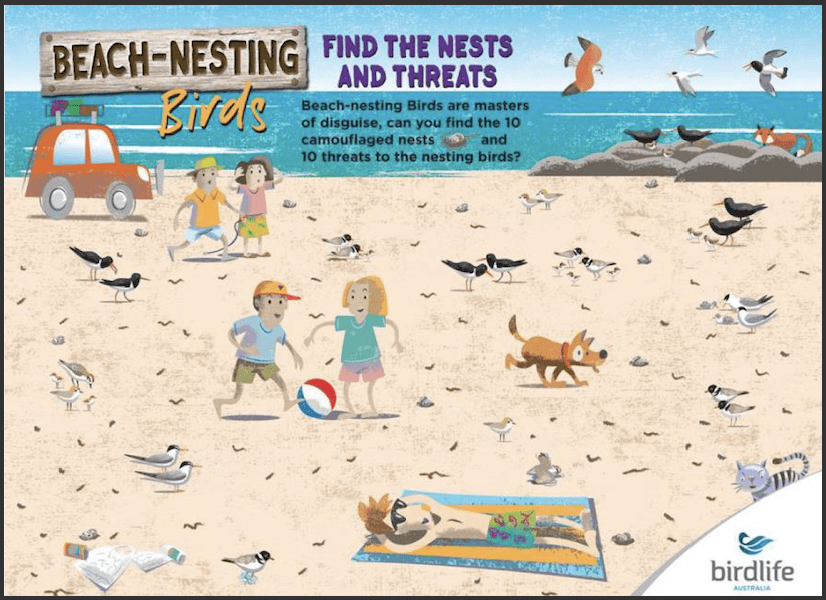 BEACH-NESTING
Birds
FIND THE NESTS
AND THREATS
Beach-nesting Birds are masters
of disguise, can you find the 10
camouflaged nests and
10 threats to the nesting birds?
birdlife
AUSTRALIA